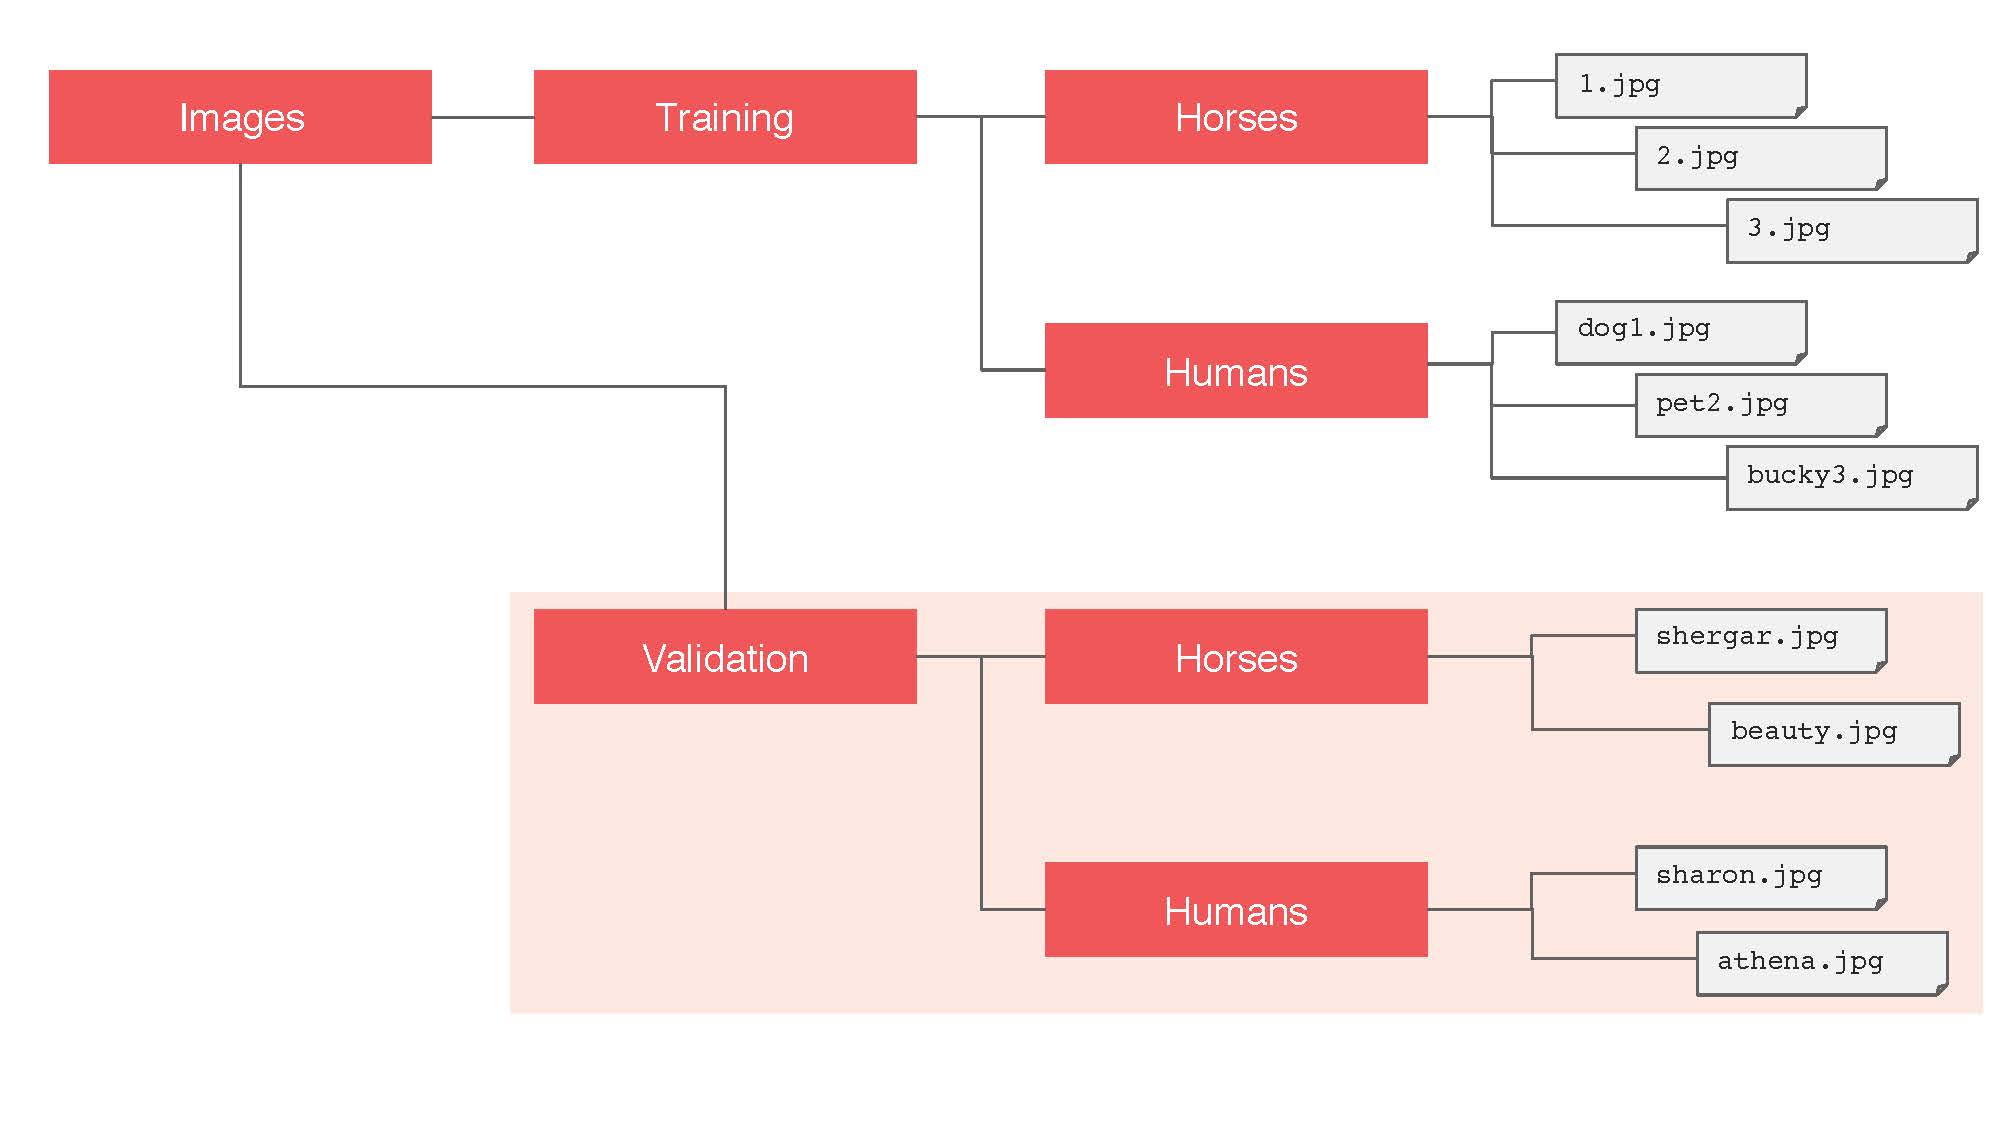 Images
Training
Horses
1.jpg
2.jpg
3.jpg
Humans
dog1.jpg
pet2.jpg
bucky3.jpg
Validation
Horses
shergar.jpg
beauty.jpg
Humans
sharon.jpg
athena.jpg